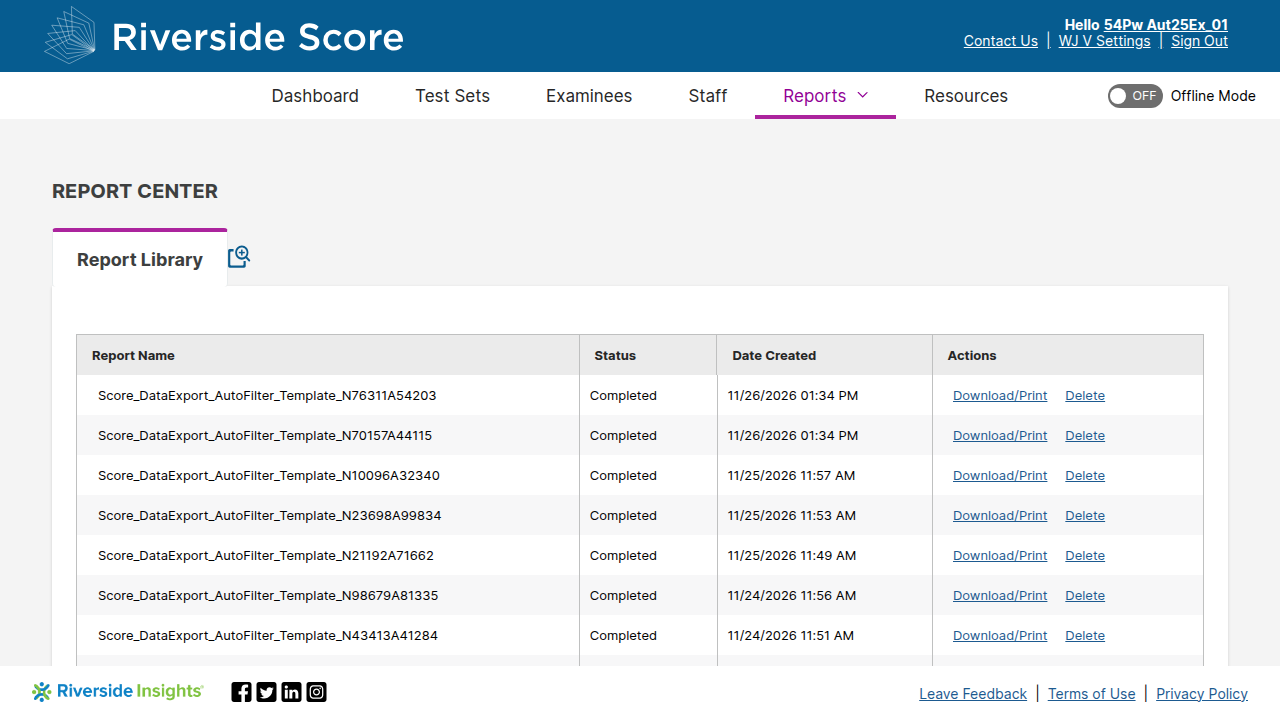 Riverside Score
Hello 54Pw Aut25Ex_01
Contact Us | WJ V Settings | Sign Out
Dashboard Test Sets Examinees Staff Reports Resources OFF Offline Mode
REPORT CENTER
Report Library
Report Name Status Date Created Actions
Score_DataExport_AutoFilter_Template_N76311A54203 Completed 11/26/2026 01:34 PM Download/Print Delete
Score_DataExport_AutoFilter_Template_N70157A44115 Completed 11/26/2026 01:34 PM Download/Print Delete
Score_DataExport_AutoFilter_Template_N10096A32340 Completed 11/25/2026 11:57 AM Download/Print Delete
Score_DataExport_AutoFilter_Template_N23698A99834 Completed 11/25/2026 11:53 AM Download/Print Delete
Score_DataExport_AutoFilter_Template_N21192A71662 Completed 11/25/2026 11:49 AM Download/Print Delete
Score_DataExport_AutoFilter_Template_N98679A81335 Completed 11/24/2026 11:56 AM Download/Print Delete
Score_DataExport_AutoFilter_Template_N43413A41284 Completed 11/24/2026 11:51 AM Download/Print Delete
Riverside Insights
Leave Feedback | Terms of Use | Privacy Policy